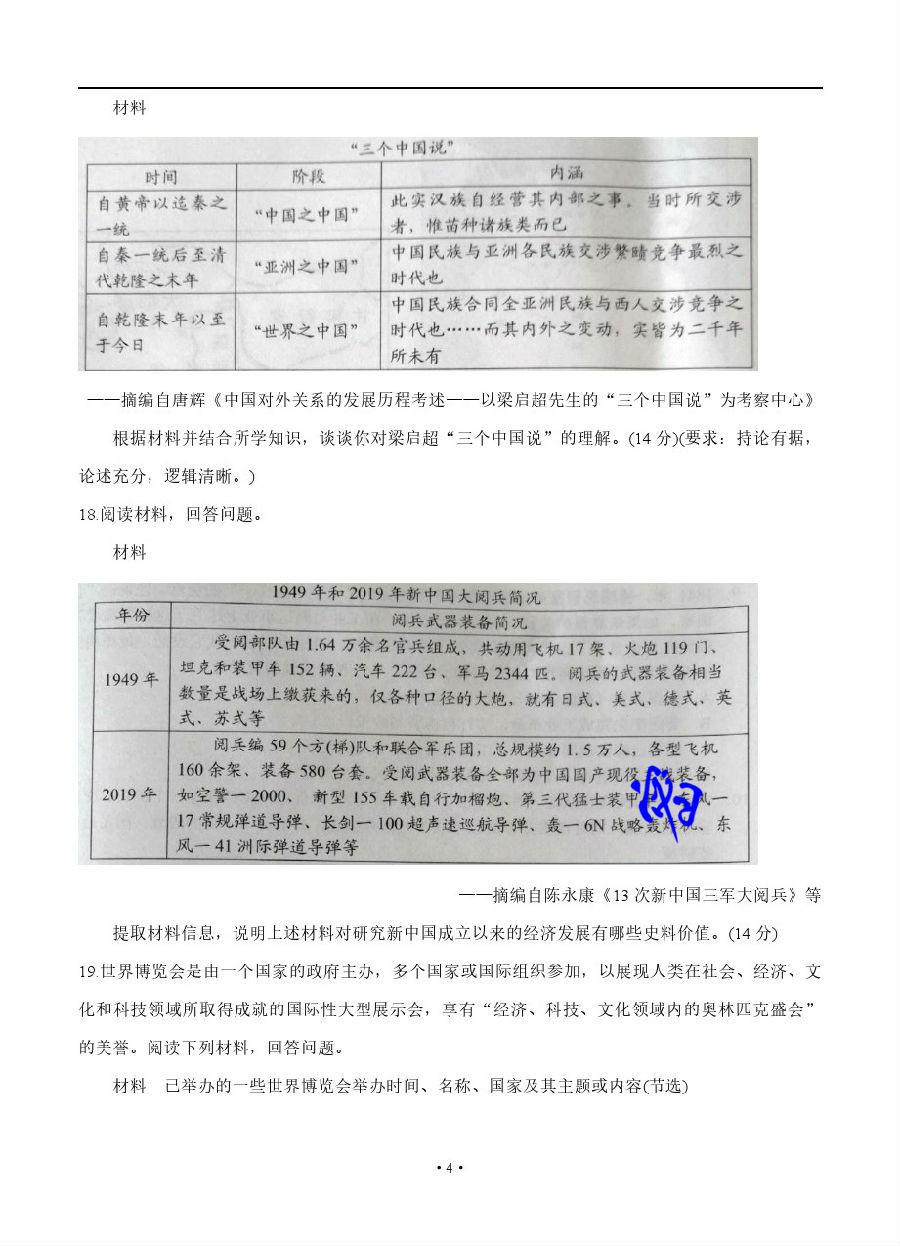 材料
“三个中国说”
时间 阶段 内涵
自黄帝以迄秦之一统 “中国之中国” 此实汉族自经营其内部之事。当时所交涉者，惟苗种诸族类而已
自秦一统后至清代乾隆之末年 “亚洲之中国” 中国民族与亚洲各民族交涉繁赜竞争最烈之时代也
自乾隆末年以至于今日 “世界之中国” 中国民族合同全亚洲民族与西人交涉竞争之时代也……而其内外之变动，实皆为二千年所未有
——摘编自唐辉《中国对外关系的发展历程考述——以梁启超先生的“三个中国说”为考察中心》
根据材料并结合所学知识，谈谈你对梁启超“三个中国说”的理解。(14分)(要求：持论有据，
论述充分，逻辑清晰。)
18.阅读材料，回答问题。
材料
1949年和2019年新中国大阅兵简况
年份 阅兵武器装备简况
1949年
受阅部队由1.64万余名官兵组成，共动用飞机17架、火炮119门、
坦克和装甲车152辆、汽车222台、军马2344匹。阅兵的武器装备相当
数量是战场上缴获来的，仅各种口径的大炮，就有日式、美式、德式、英
式、苏式等
2019年
阅兵编59个方(梯)队和联合军乐团，总规模约1.5万人，各型飞机
160余架、装备580台套。受阅武器装备全部为中国国产现役主战装备，
如空警一2000、 新型155车载自行加榴炮、第三代猛士装甲 东风一
17常规弹道导弹、长剑一100超声速巡航导弹、轰一6N战略轰炸机、东
风一41洲际弹道导弹等
——摘编自陈永康《13次新中国三军大阅兵》等
提取材料信息，说明上述材料对研究新中国成立以来的经济发展有哪些史料价值。(14分)
19.世界博览会是由一个国家的政府主办，多个国家或国际组织参加，以展现人类在社会、经济、文
化和科技领域所取得成就的国际性大型展示会，享有“经济、科技、文化领域内的奥林匹克盛会”
的美誉。阅读下列材料，回答问题。
材料 已举办的一些世界博览会举办时间、名称、国家及其主题或内容(节选)
·4·